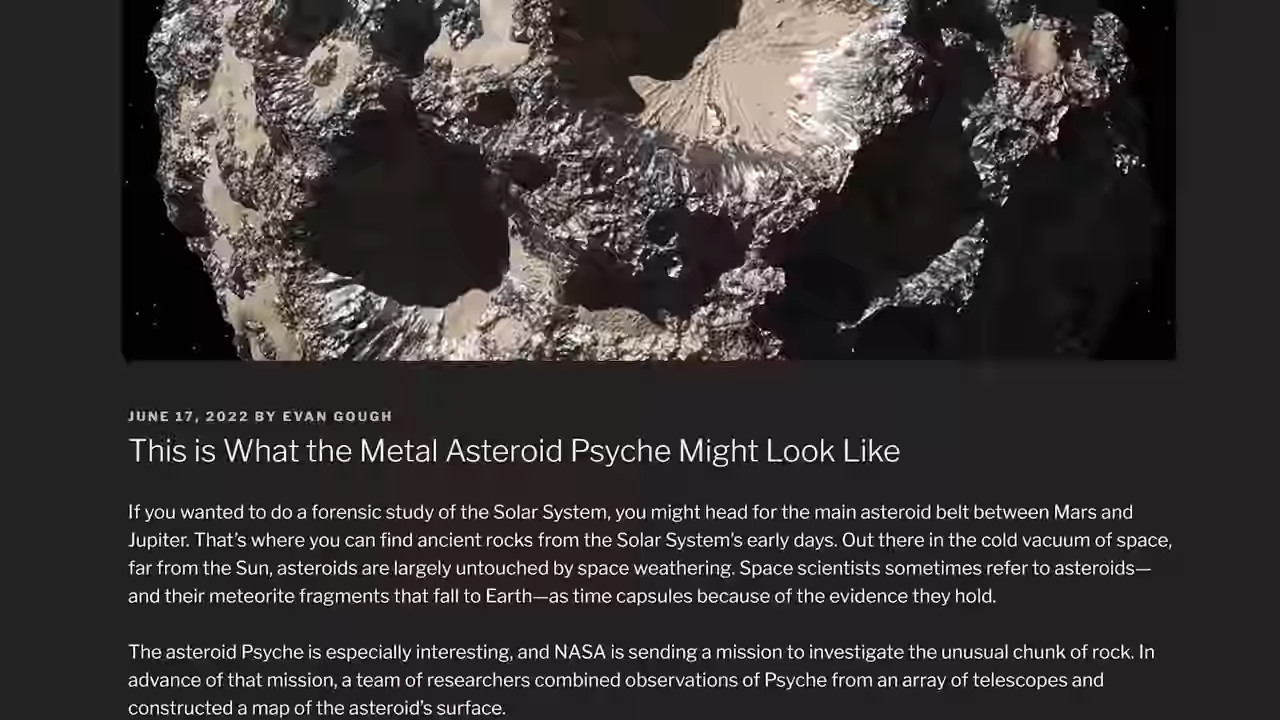 JUNE 17, 2022 BY EVAN GOUGH
This is What the Metal Asteroid Psyche Might Look Like
If you wanted to do a forensic study of the Solar System, you might head for the main asteroid belt between Mars and
Jupiter. That’s where you can find ancient rocks from the Solar System’s early days. Out there in the cold vacuum of space,
far from the Sun, asteroids are largely untouched by space weathering. Space scientists sometimes refer to asteroids—
and their meteorite fragments that fall to Earth—as time capsules because of the evidence they hold.
The asteroid Psyche is especially interesting, and NASA is sending a mission to investigate the unusual chunk of rock. In
advance of that mission, a team of researchers combined observations of Psyche from an array of telescopes and
constructed a map of the asteroid’s surface.